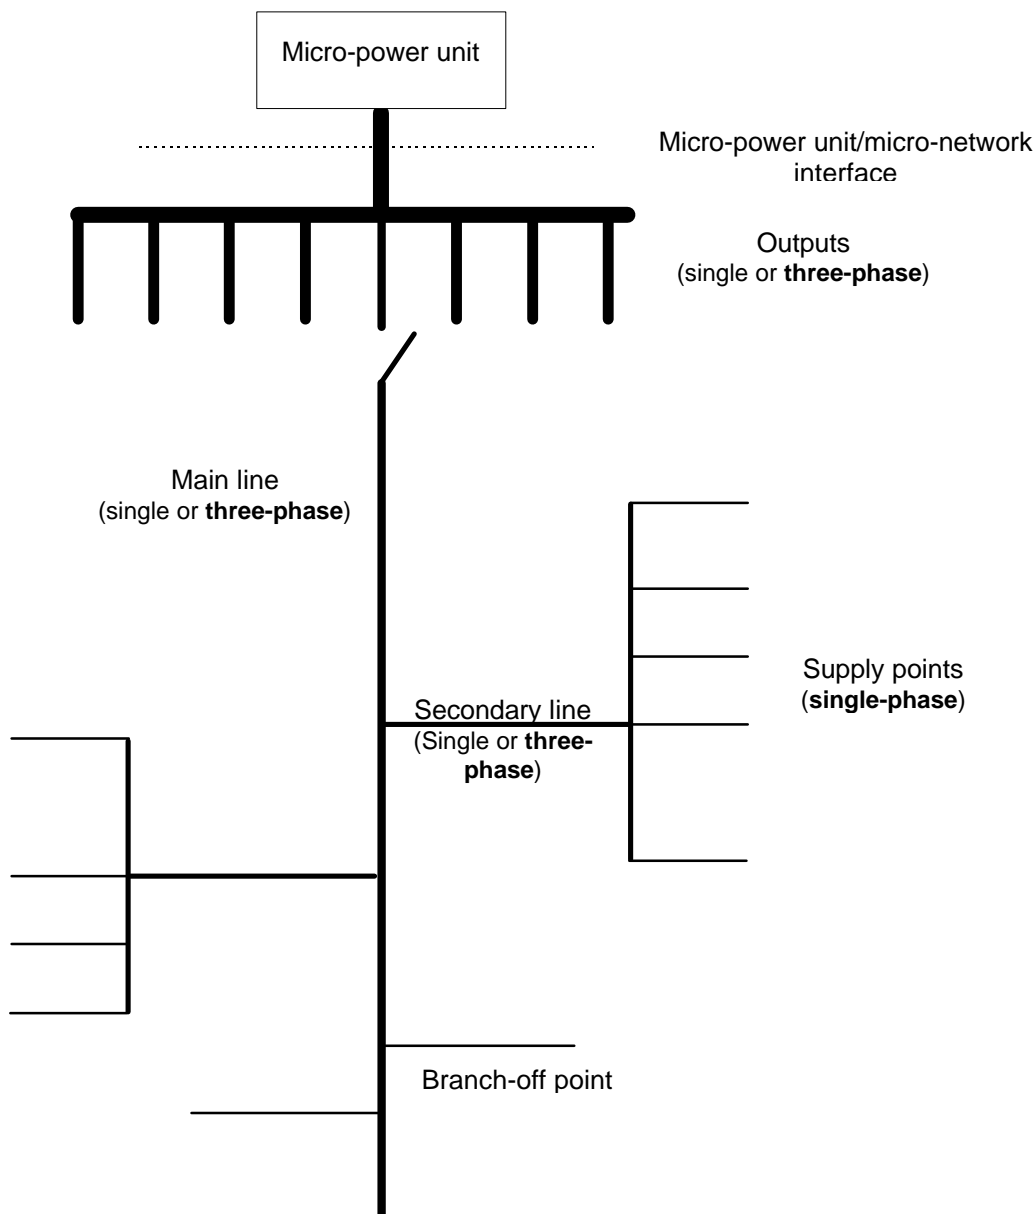 Micro-power unit
Micro-power unit/micro-network
interface
Outputs
(single or three-phase)
Main line
(single or three-phase)
Supply points
(single-phase)
Secondary line
(Single or three-
phase)
Branch-off point